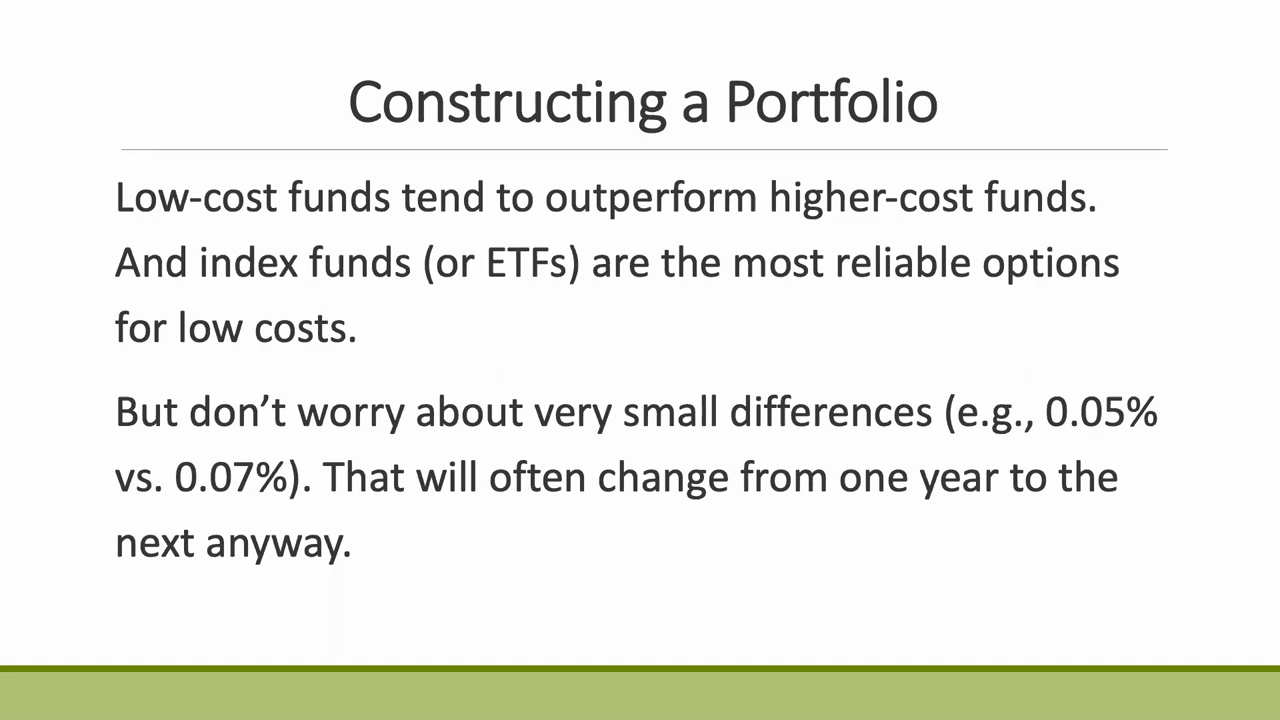 Constructing a Portfolio
Low-cost funds tend to outperform higher-cost funds.
And index funds (or ETFs) are the most reliable options
for low costs.
But don’t worry about very small differences (e.g., 0.05%
vs. 0.07%). That will often change from one year to the
next anyway.